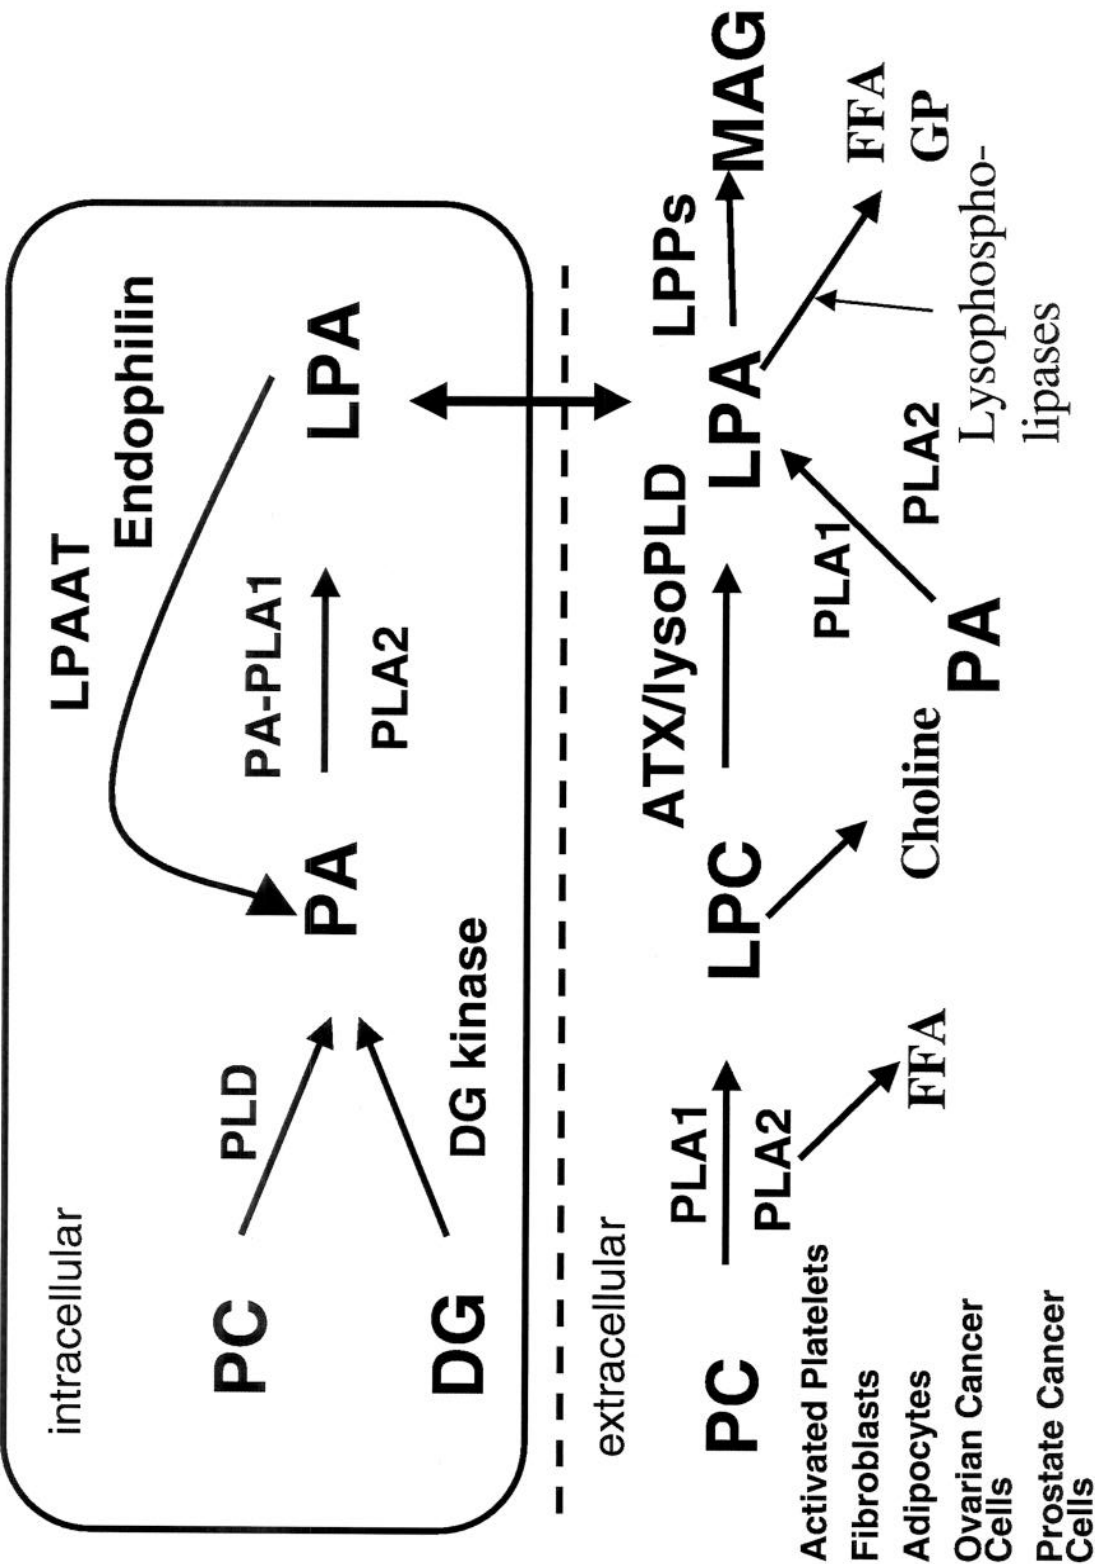 intracellular
LPAAT
Endophilin
PC
PLD
PA-PLA1
PA
LPA
PLA2
DG
DG kinase
extracellular
ATX/lysoPLD
LPPs
PLA1
PC
LPC
LPA
MAG
PLA2
Activated Platelets
Fibroblasts
Adipocytes
Ovarian Cancer
Cells
Prostate Cancer
Cells
FFA
Choline
PLA1
PA
PLA2
FFA
GP
Lysophospho-
lipases